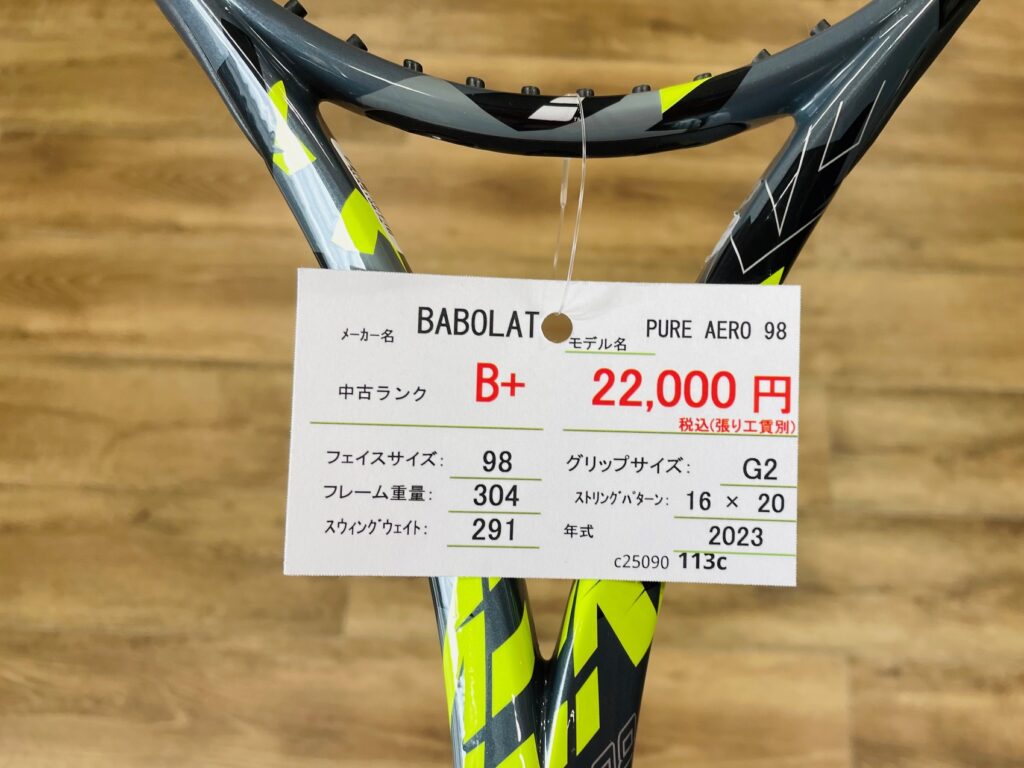 メーカー名 BABOLAT モデル名 PURE AERO 98
中古ランク B+ 22,000 円
税込(張り工賃別)
フェイスサイズ: 98 グリップサイズ: G2
フレーム重量: 304 ストリングパターン: 16 × 20
スウィングウェイト: 291 年式 2023
c25090 113c
98